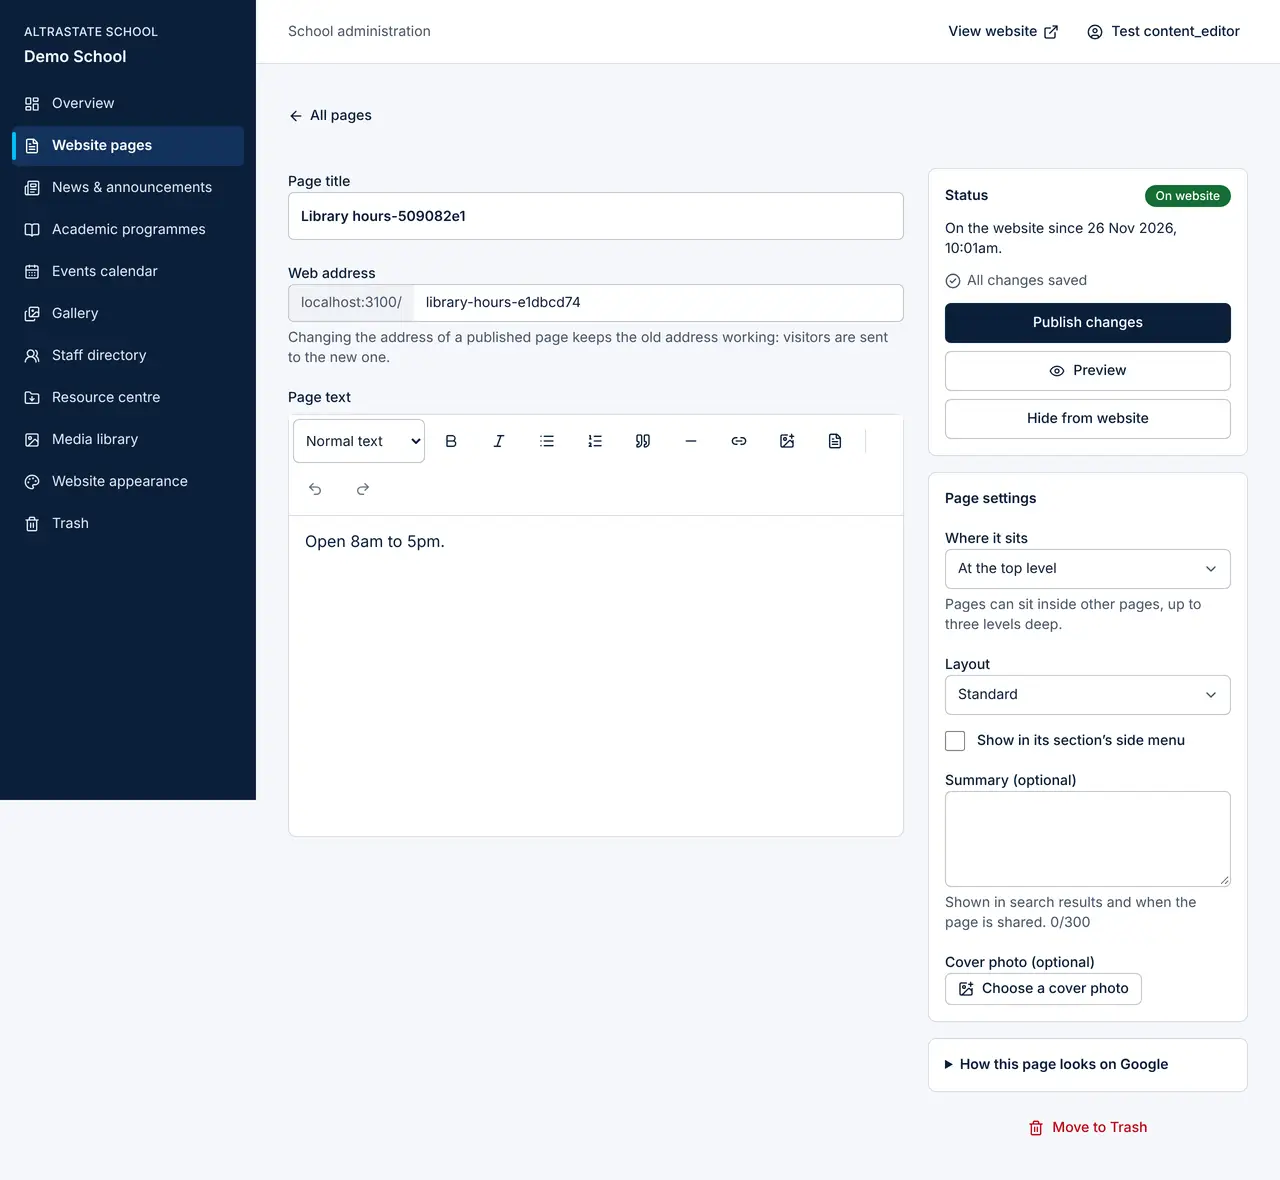 ALTRASTATE SCHOOL
Demo School
Overview
Website pages
News & announcements
Academic programmes
Events calendar
Gallery
Staff directory
Resource centre
Media library
Website appearance
Trash
School administration
View website
Test content_editor
All pages
Page title
Library hours-509082e1
Web address
localhost:3100/ library-hours-e1dbcd74
Changing the address of a published page keeps the old address working: visitors are sent
to the new one.
Page text
Normal text
Open 8am to 5pm.
Status
On website
On the website since 26 Nov 2026,
10:01am.
All changes saved
Publish changes
Preview
Hide from website
Page settings
Where it sits
At the top level
Pages can sit inside other pages, up to
three levels deep.
Layout
Standard
Show in its section’s side menu
Summary (optional)
Shown in search results and when the
page is shared. 0/300
Cover photo (optional)
Choose a cover photo
How this page looks on Google
Move to Trash